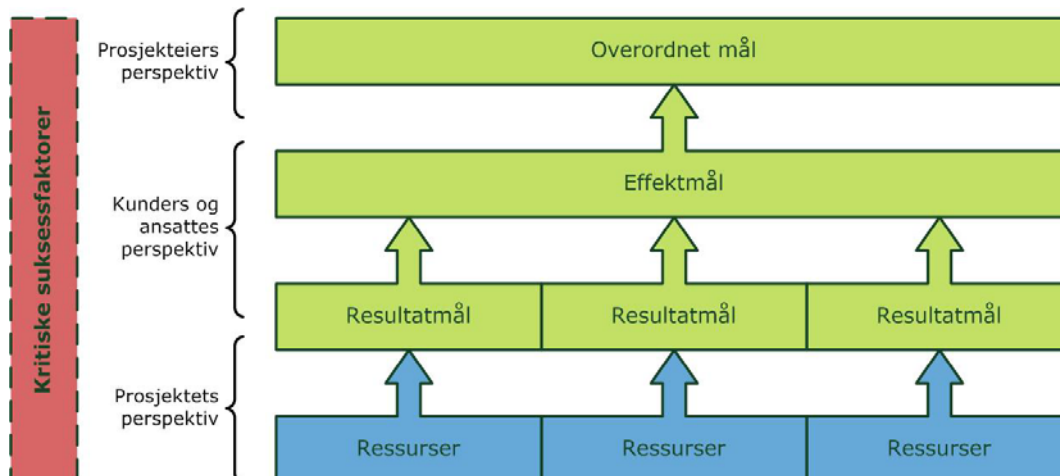 Kritiske suksessfaktorer
Prosjekteiers
perspektiv
Overordnet mål
Kunders og
ansattes
perspektiv
Effektmål
Resultatmål
Resultatmål
Resultatmål
Prosjektets
perspektiv
Ressurser
Ressurser
Ressurser